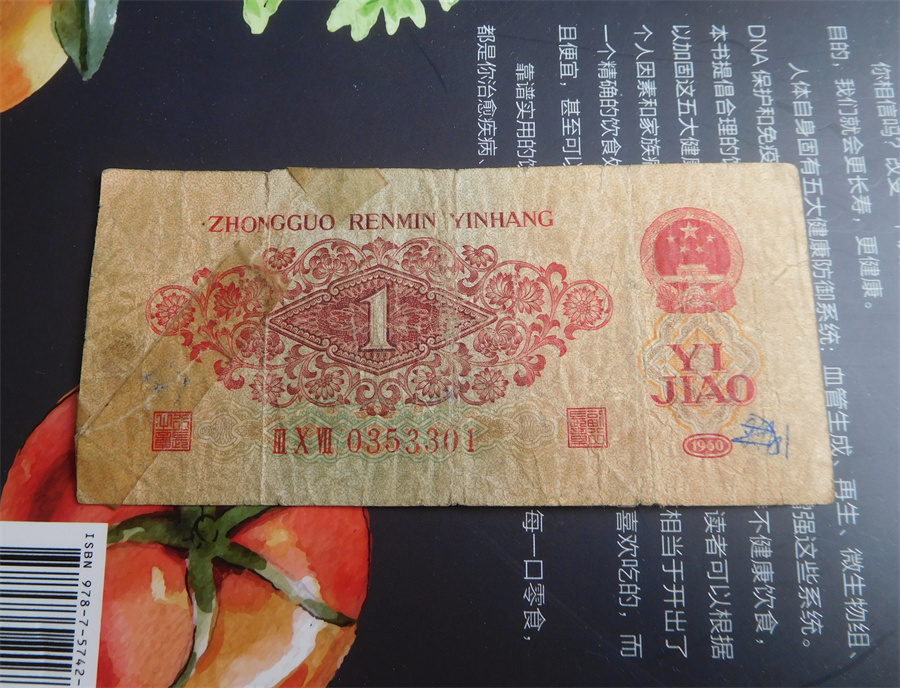 ZHONGGUO RENMIN YINHANG
1
YI
JIAO
1960
III X VII 0353301
你相信吗？改变
目的，我们就会更长寿，更健康。
人体自身固有五大健康防御系统：血管生成、再生、微生物组、
DNA保护和免疫
强这些系统。
本书提倡合理的饮
不健康饮食，
以加固这五大健康
读者可以根据
个人因素和家族病
相当于开出了
一个精确的饮食处
喜欢吃的，而
且便宜，甚至可以
靠谱实用的饮
每一口零食，
都是你治愈疾病、
ISBN 978-7-5742-